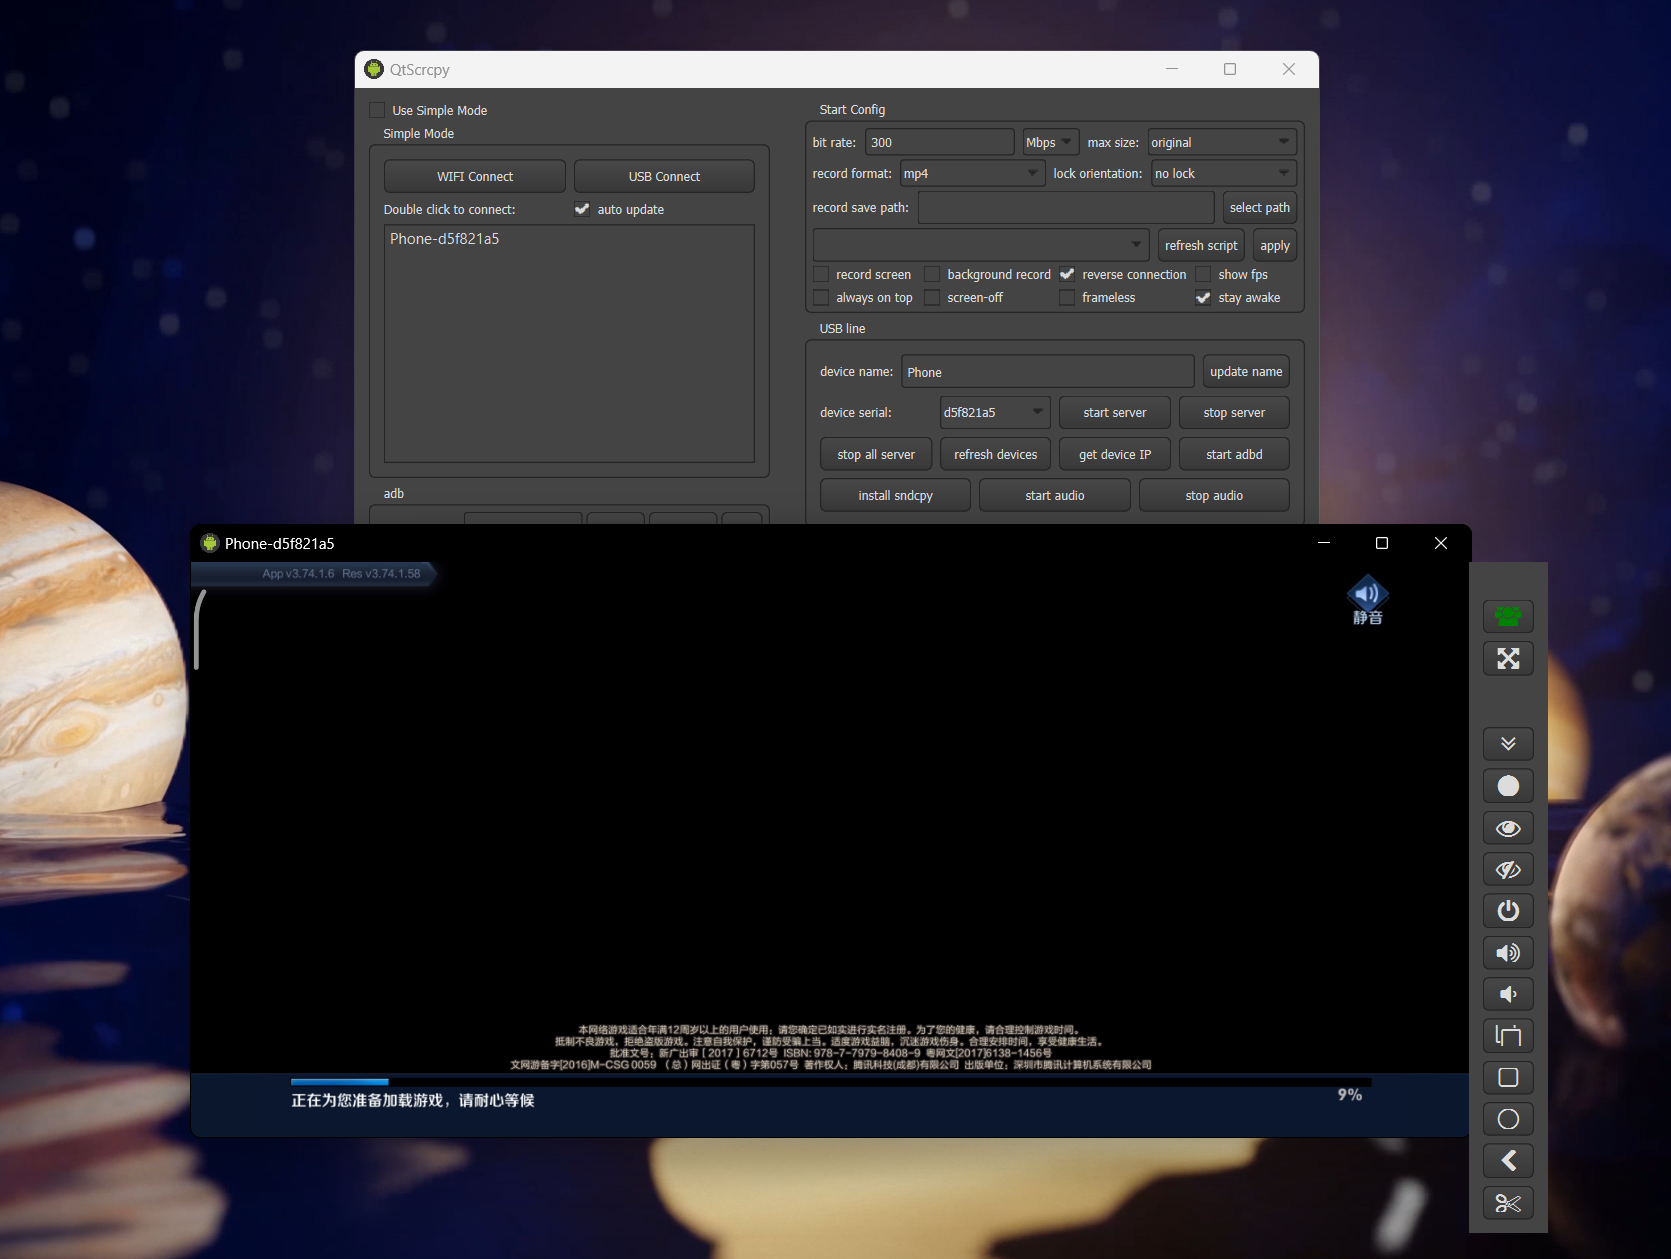 QtScrcpy
Use Simple Mode
Simple Mode
WIFI Connect
USB Connect
Double click to connect:
auto update
Phone-d5f821a5
adb
Start Config
bit rate: 300 Mbps max size: original
record format: mp4 lock orientation: no lock
record save path: select path
refresh script apply
record screen background record reverse connection show fps
always on top screen-off frameless stay awake
USB line
device name: Phone update name
device serial: d5f821a5 start server stop server
stop all server refresh devices get device IP start adbd
install sndcpy start audio stop audio
Phone-d5f821a5
App v3.74.1.6 Res v3.74.1.58
静音
本网络游戏适合年满12周岁以上的用户使用；请您确定已如实进行实名注册。为了您的健康，请合理控制游戏时间。
抵制不良游戏，拒绝盗版游戏。注意自我保护，谨防受骗上当。适度游戏益脑，沉迷游戏伤身。合理安排时间，享受健康生活。
批准文号：新广出审［2017］6712号 ISBN: 978-7-7979-8408-9 粤网文[2017]6138-1456号
文网游备字[2016]M-CSG 0059 （总）网出证（粤）字第057号 著作权人：腾讯科技(成都)有限公司 出版单位：深圳市腾讯计算机系统有限公司
正在为您准备加载游戏，请耐心等候
9%